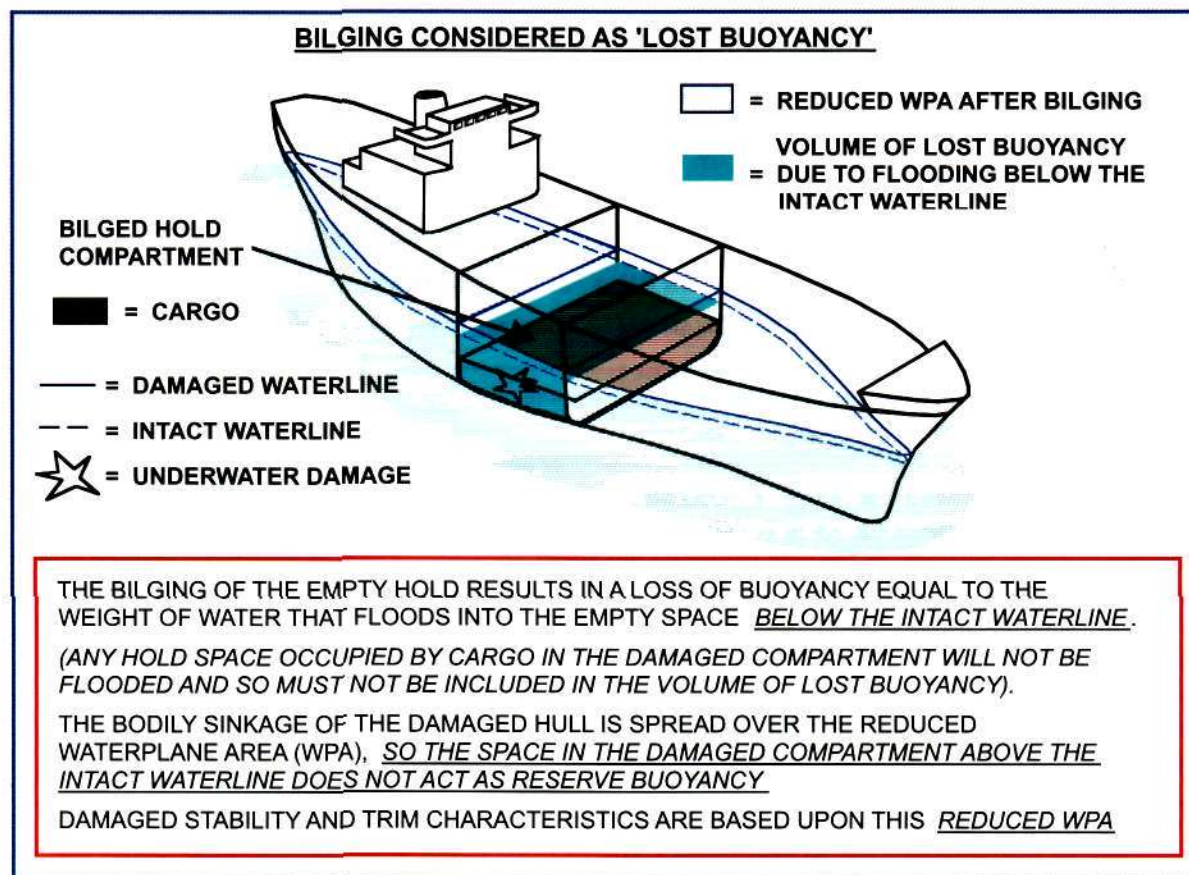 BILGING CONSIDERED AS 'LOST BUOYANCY'
= REDUCED WPA AFTER BILGING
VOLUME OF LOST BUOYANCY
= DUE TO FLOODING BELOW THE
INTACT WATERLINE
BILGED HOLD
COMPARTMENT
= CARGO
= DAMAGED WATERLINE
= INTACT WATERLINE
= UNDERWATER DAMAGE
THE BILGING OF THE EMPTY HOLD RESULTS IN A LOSS OF BUOYANCY EQUAL TO THE
WEIGHT OF WATER THAT FLOODS INTO THE EMPTY SPACE BELOW THE INTACT WATERLINE.
(ANY HOLD SPACE OCCUPIED BY CARGO IN THE DAMAGED COMPARTMENT WILL NOT BE
FLOODED AND SO MUST NOT BE INCLUDED IN THE VOLUME OF LOST BUOYANCY).
THE BODILY SINKAGE OF THE DAMAGED HULL IS SPREAD OVER THE REDUCED
WATERPLANE AREA (WPA), SO THE SPACE IN THE DAMAGED COMPARTMENT ABOVE THE
INTACT WATERLINE DOES NOT ACT AS RESERVE BUOYANCY
DAMAGED STABILITY AND TRIM CHARACTERISTICS ARE BASED UPON THIS REDUCED WPA